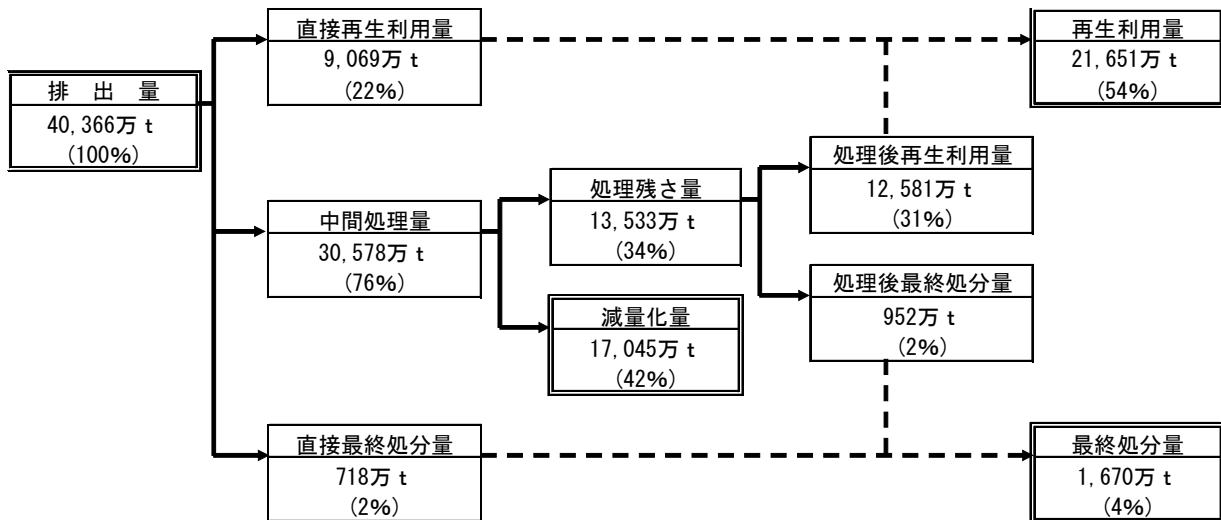 排 出 量
40,366万 t
(100%)
直接再生利用量
9,069万 t
(22%)
中間処理量
30,578万 t
(76%)
直接最終処分量
718万 t
(2%)
処理残さ量
13,533万 t
(34%)
減量化量
17,045万 t
(42%)
処理後再生利用量
12,581万 t
(31%)
処理後最終処分量
952万 t
(2%)
再生利用量
21,651万 t
(54%)
最終処分量
1,670万 t
(4%)